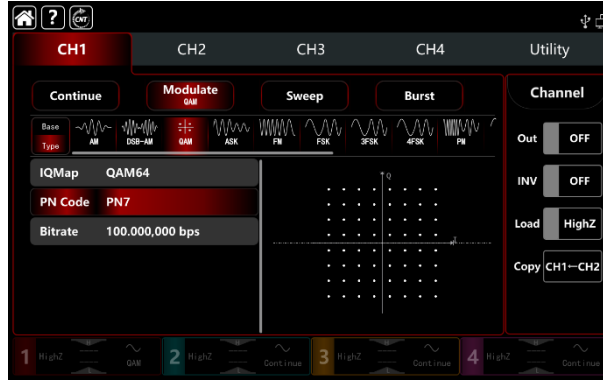 ? CNT
CH1 CH2 CH3 CH4 Utility
Continue Modulate QAM Sweep Burst Channel
Base Type AM DSB-AM QAM ASK FM FSK 3FSK 4FSK PM
Out OFF
IQMap QAM64
Q
INV OFF
PN Code PN7
Load HighZ
Bitrate 100.000,000 bps
I
Copy CH1←CH2
1 HighZ QAM 2 HighZ Continue 3 HighZ Continue 4 HighZ Continue